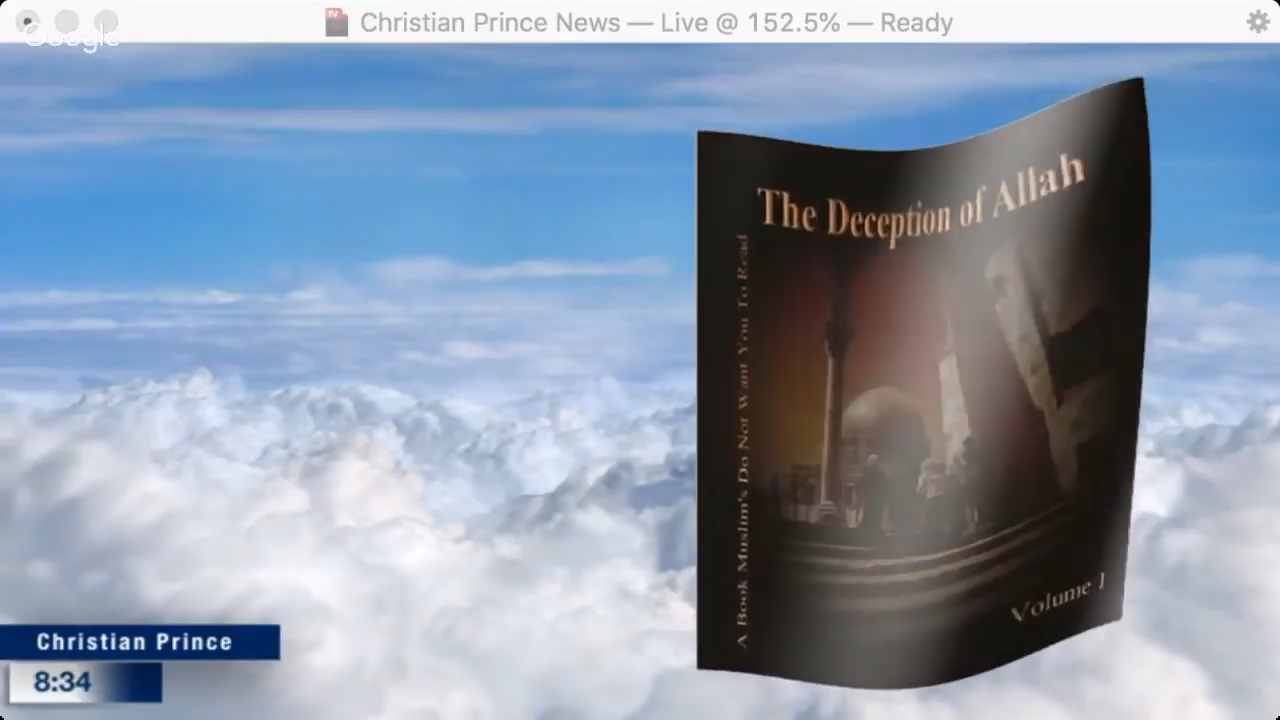 Christian Prince News — Live @ 152.5% — Ready
Google
The Deception of Allah
A Book Muslim's Do Not Want You To Read
Volume 1
Christian Prince
8:34